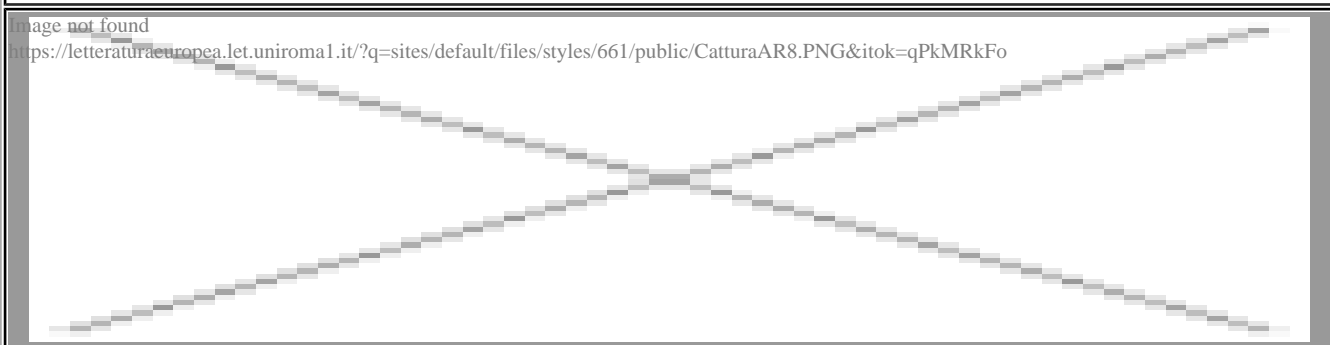 Image not found
https://letteraturaeuropea.let.uniroma1.it/?q=sites/default/files/styles/661/public/CatturaAR8.PNG&itok=qPkMRkFo